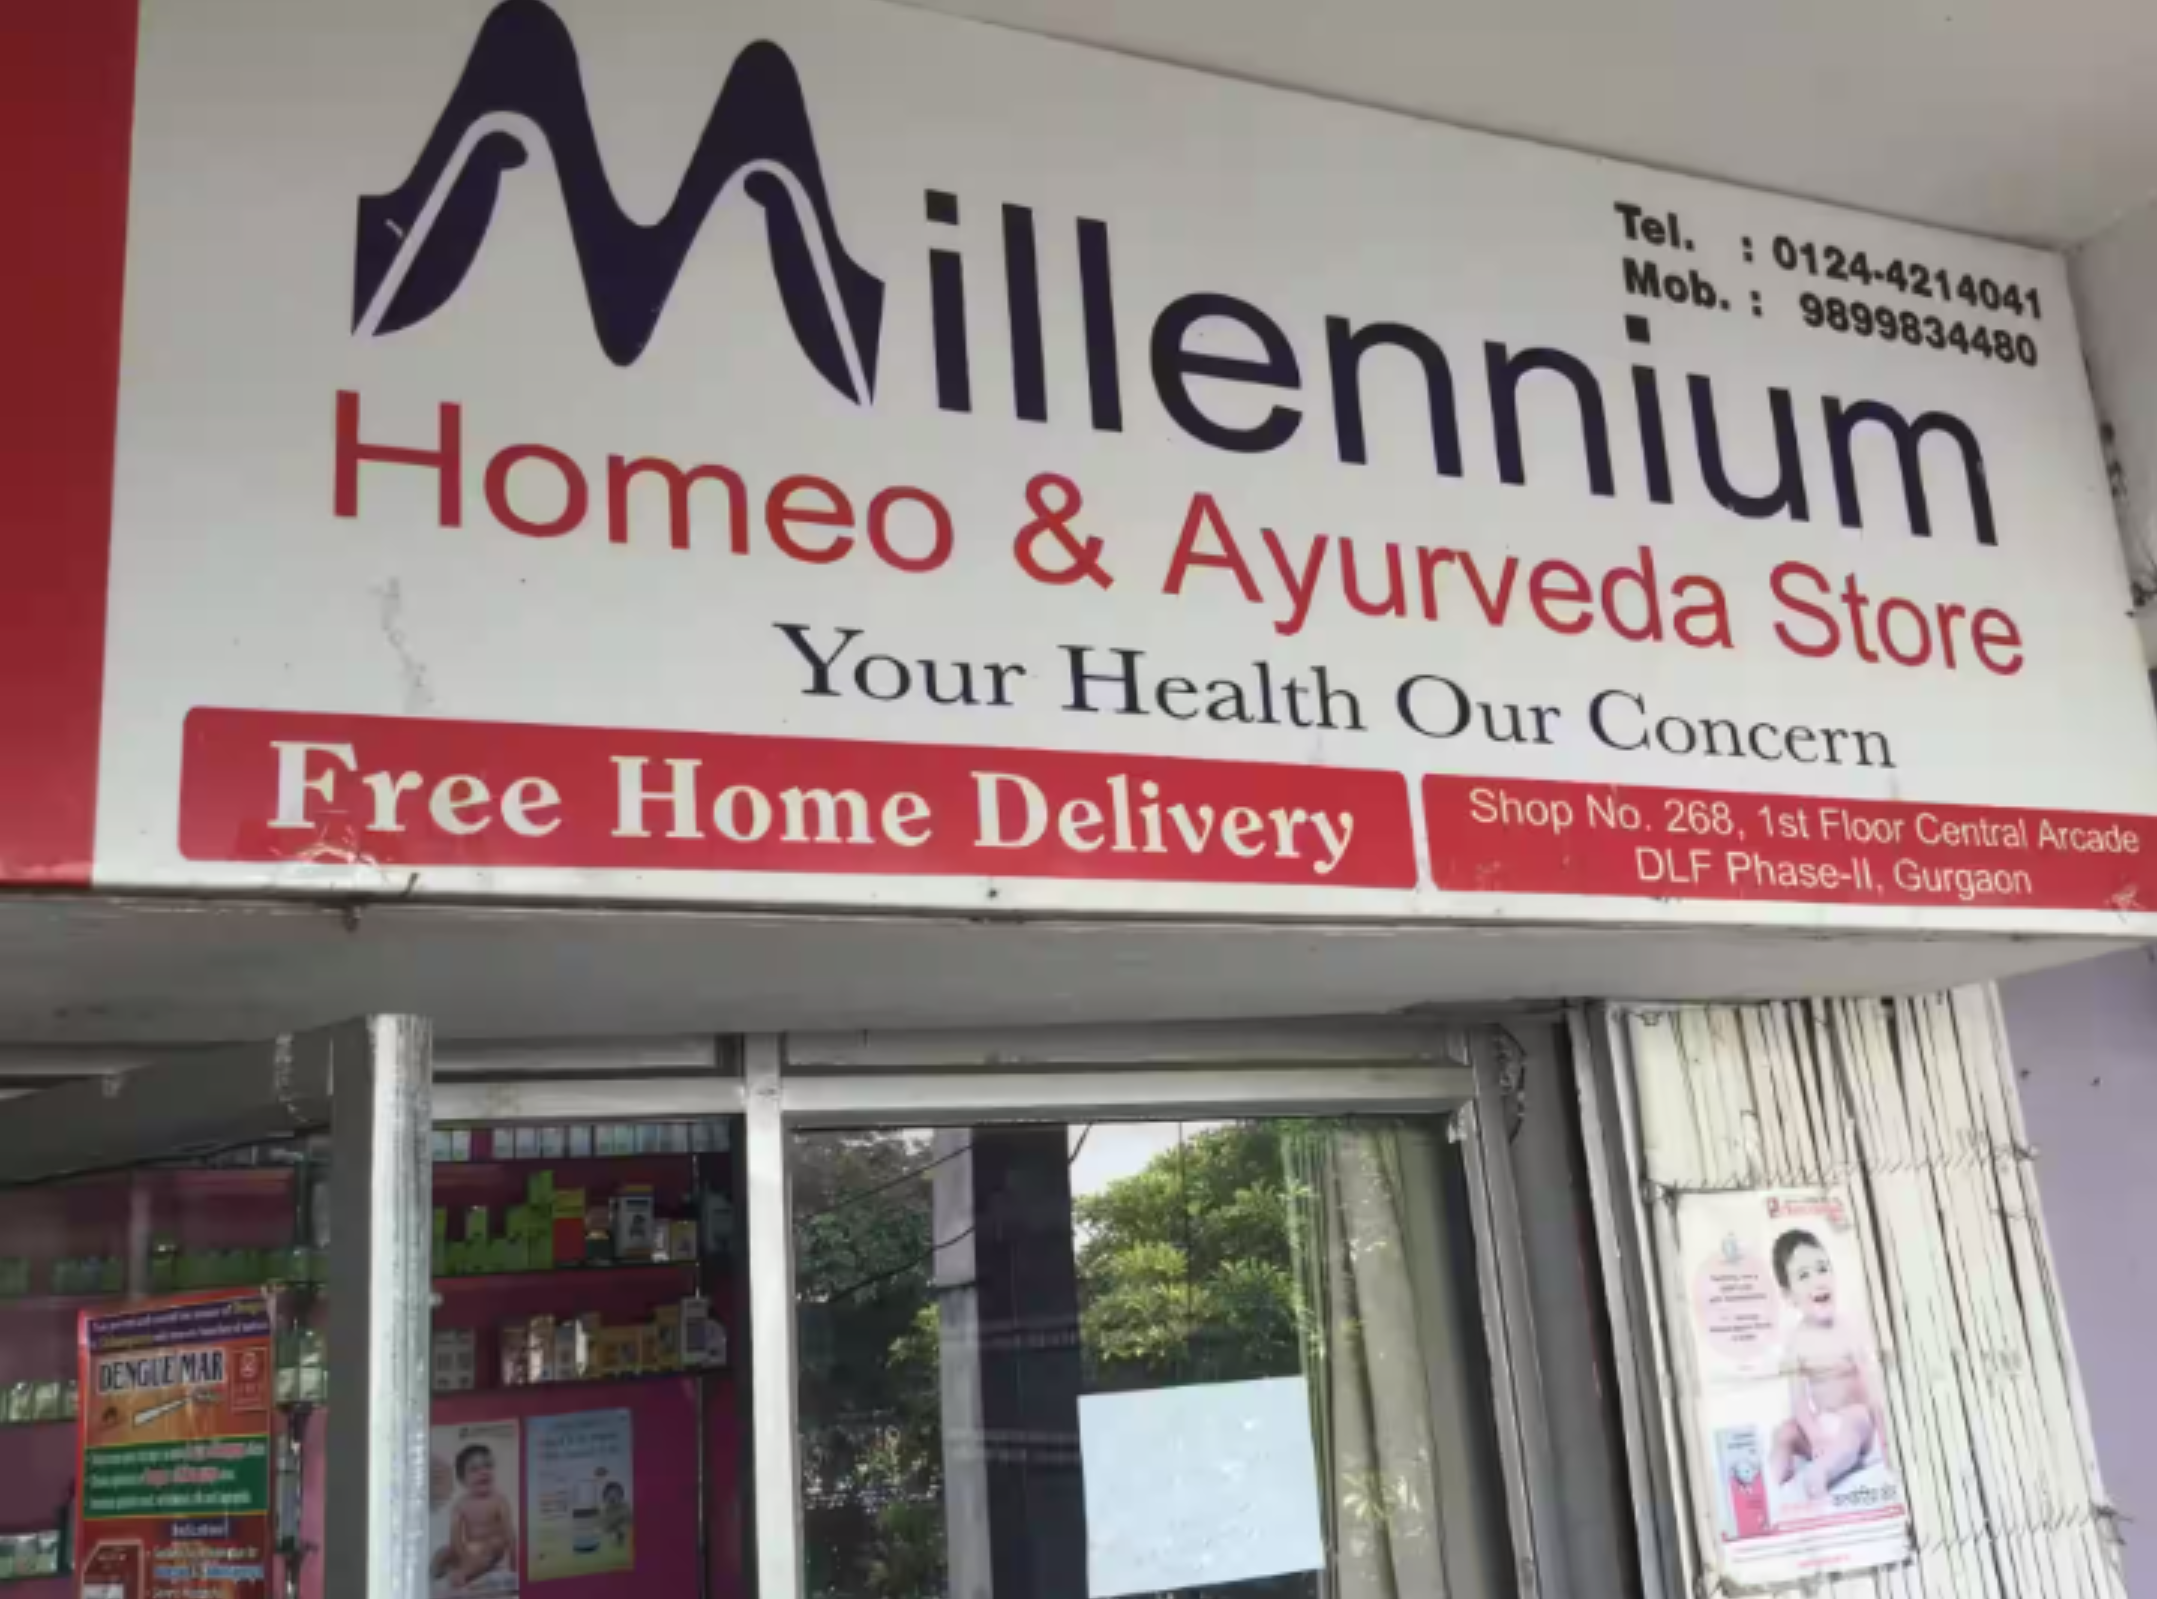 Tel. : 0124-4214041
Mob. : 9899834480
Millennium
Homeo & Ayurveda Store
Your Health Our Concern
Free Home Delivery
Shop No. 268, 1st Floor Central Arcade
DLF Phase-II, Gurgaon
DENGUE MAR